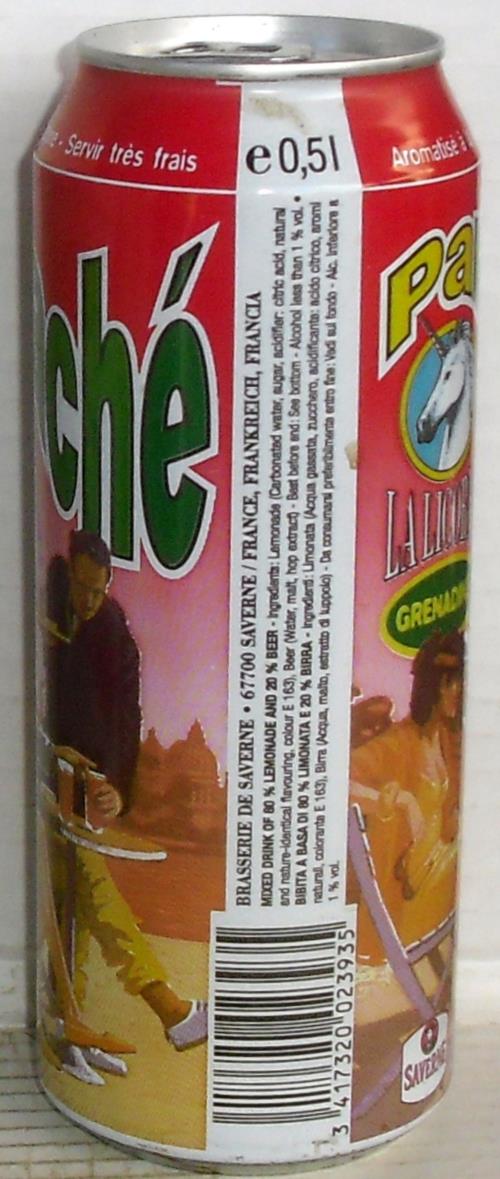 - Servir très frais
e 0,5l
Aromatisé à
ché
Pa
LA LICOR
GRENADIN
BRASSERIE DE SAVERNE • 67700 SAVERNE / FRANCE, FRANKREICH, FRANCIA
MIXED DRINK OF 80 % LEMONADE AND 20 % BEER - Ingredients: Lemonade (Carbonated water, sugar, acidifier: citric acid, natural
and nature-identical flavouring, colour E 163), Beer (Water, malt, hop extract) - Best before end: See bottom - Alcohol less than 1 % vol. •
BIBITA A BASA DI 80 % LIMONATA E 20 % BIRRA - Ingredienti: Limonata (Acqua gassata, zucchero, acidificante: acido citrico, aromi
naturali, colorante E 163), Birra (Acqua, malto, estratto di luppolo) - Da consumarsi preferibilmente entro fine: Vedi sul fondo - Alc. Inferiore a
1 % vol.
3 417320 023935
SAVERNE